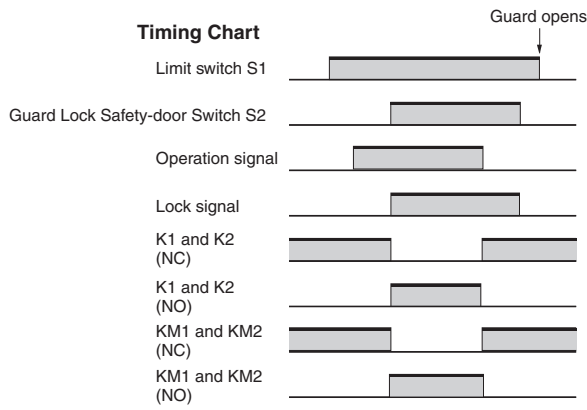 Guard opens
Timing Chart
Limit switch S1
Guard Lock Safety-door Switch S2
Operation signal
Lock signal
K1 and K2
(NC)
K1 and K2
(NO)
KM1 and KM2
(NC)
KM1 and KM2
(NO)